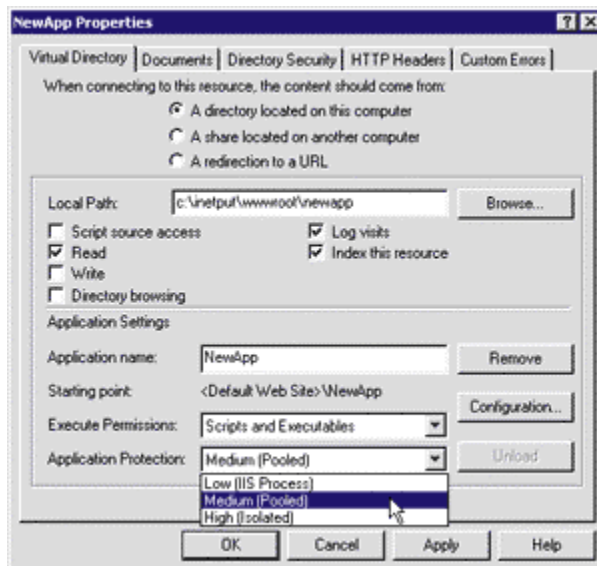 NewApp Properties
Virtual Directory Documents Directory Security HTTP Headers Custom Errors
When connecting to this resource, the content should come from:
A directory located on this computer
A share located on another computer
A redirection to a URL
Local Path: c:\inetput\wwwroot\newapp Browse...
Script source access Log visits
Read Index this resource
Write
Directory browsing
Application Settings
Application name: NewApp Remove
Starting point: <Default Web Site>\NewApp
Configuration...
Execute Permissions: Scripts and Executables
Application Protection: Medium (Pooled) Unload
Low (IIS Process)
Medium (Pooled)
High (Isolated)
OK Cancel Apply Help